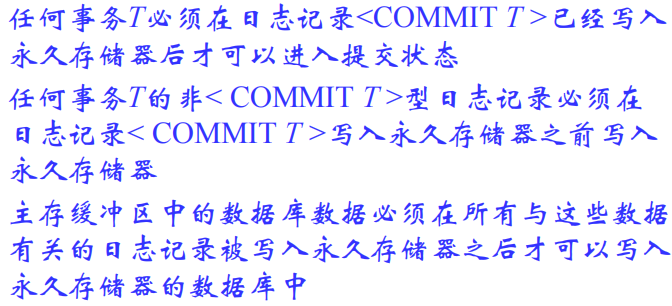 任何事务T必须在日志记录<COMMIT T >已经写入
永久存储器后才可以进入提交状态
任何事务T的非< COMMIT T >型日志记录必须在
日志记录< COMMIT T >写入永久存储器之前写入
永久存储器
主存缓冲区中的数据库数据必须在所有与这些数据
有关的日志记录被写入永久存储器之后才可以写入
永久存储器的数据库中